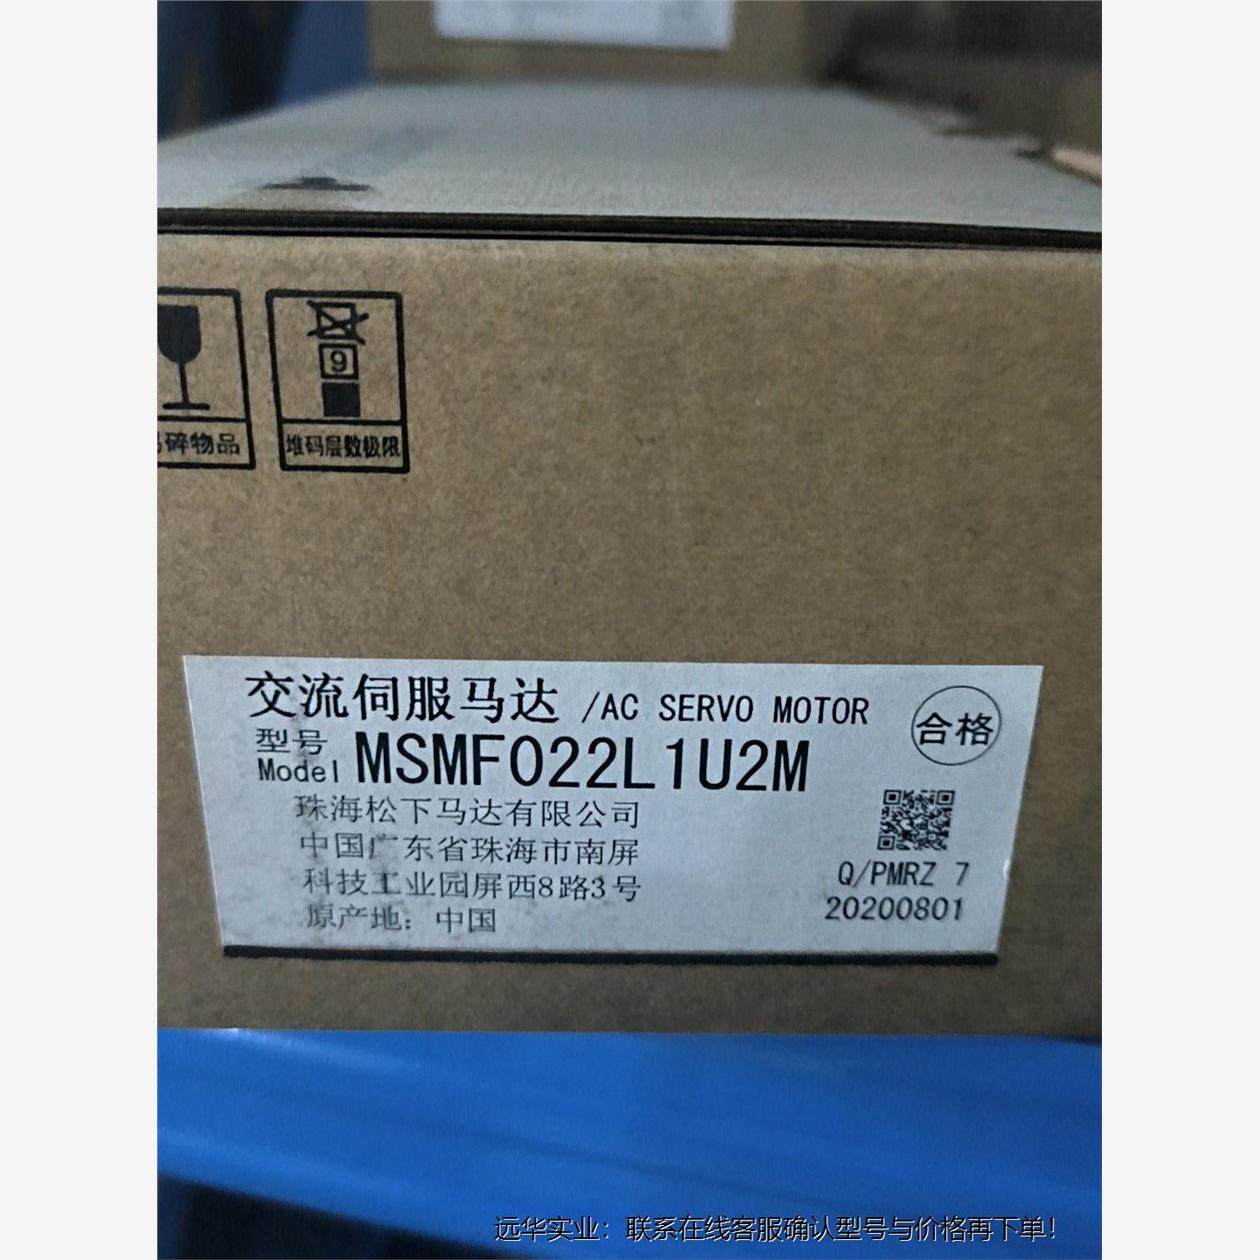 9
碎物品
堆码层数极限
交流伺服马达 /AC SERVO MOTOR
合格
型号
Model MSMF022L1U2M
珠海松下马达有限公司
中国广东省珠海市南屏
科技工业园屏西8路3号
原产地：中国
Q/PMRZ 7
20200801
远华实业：联系在线客服确认型号与价格再下单！